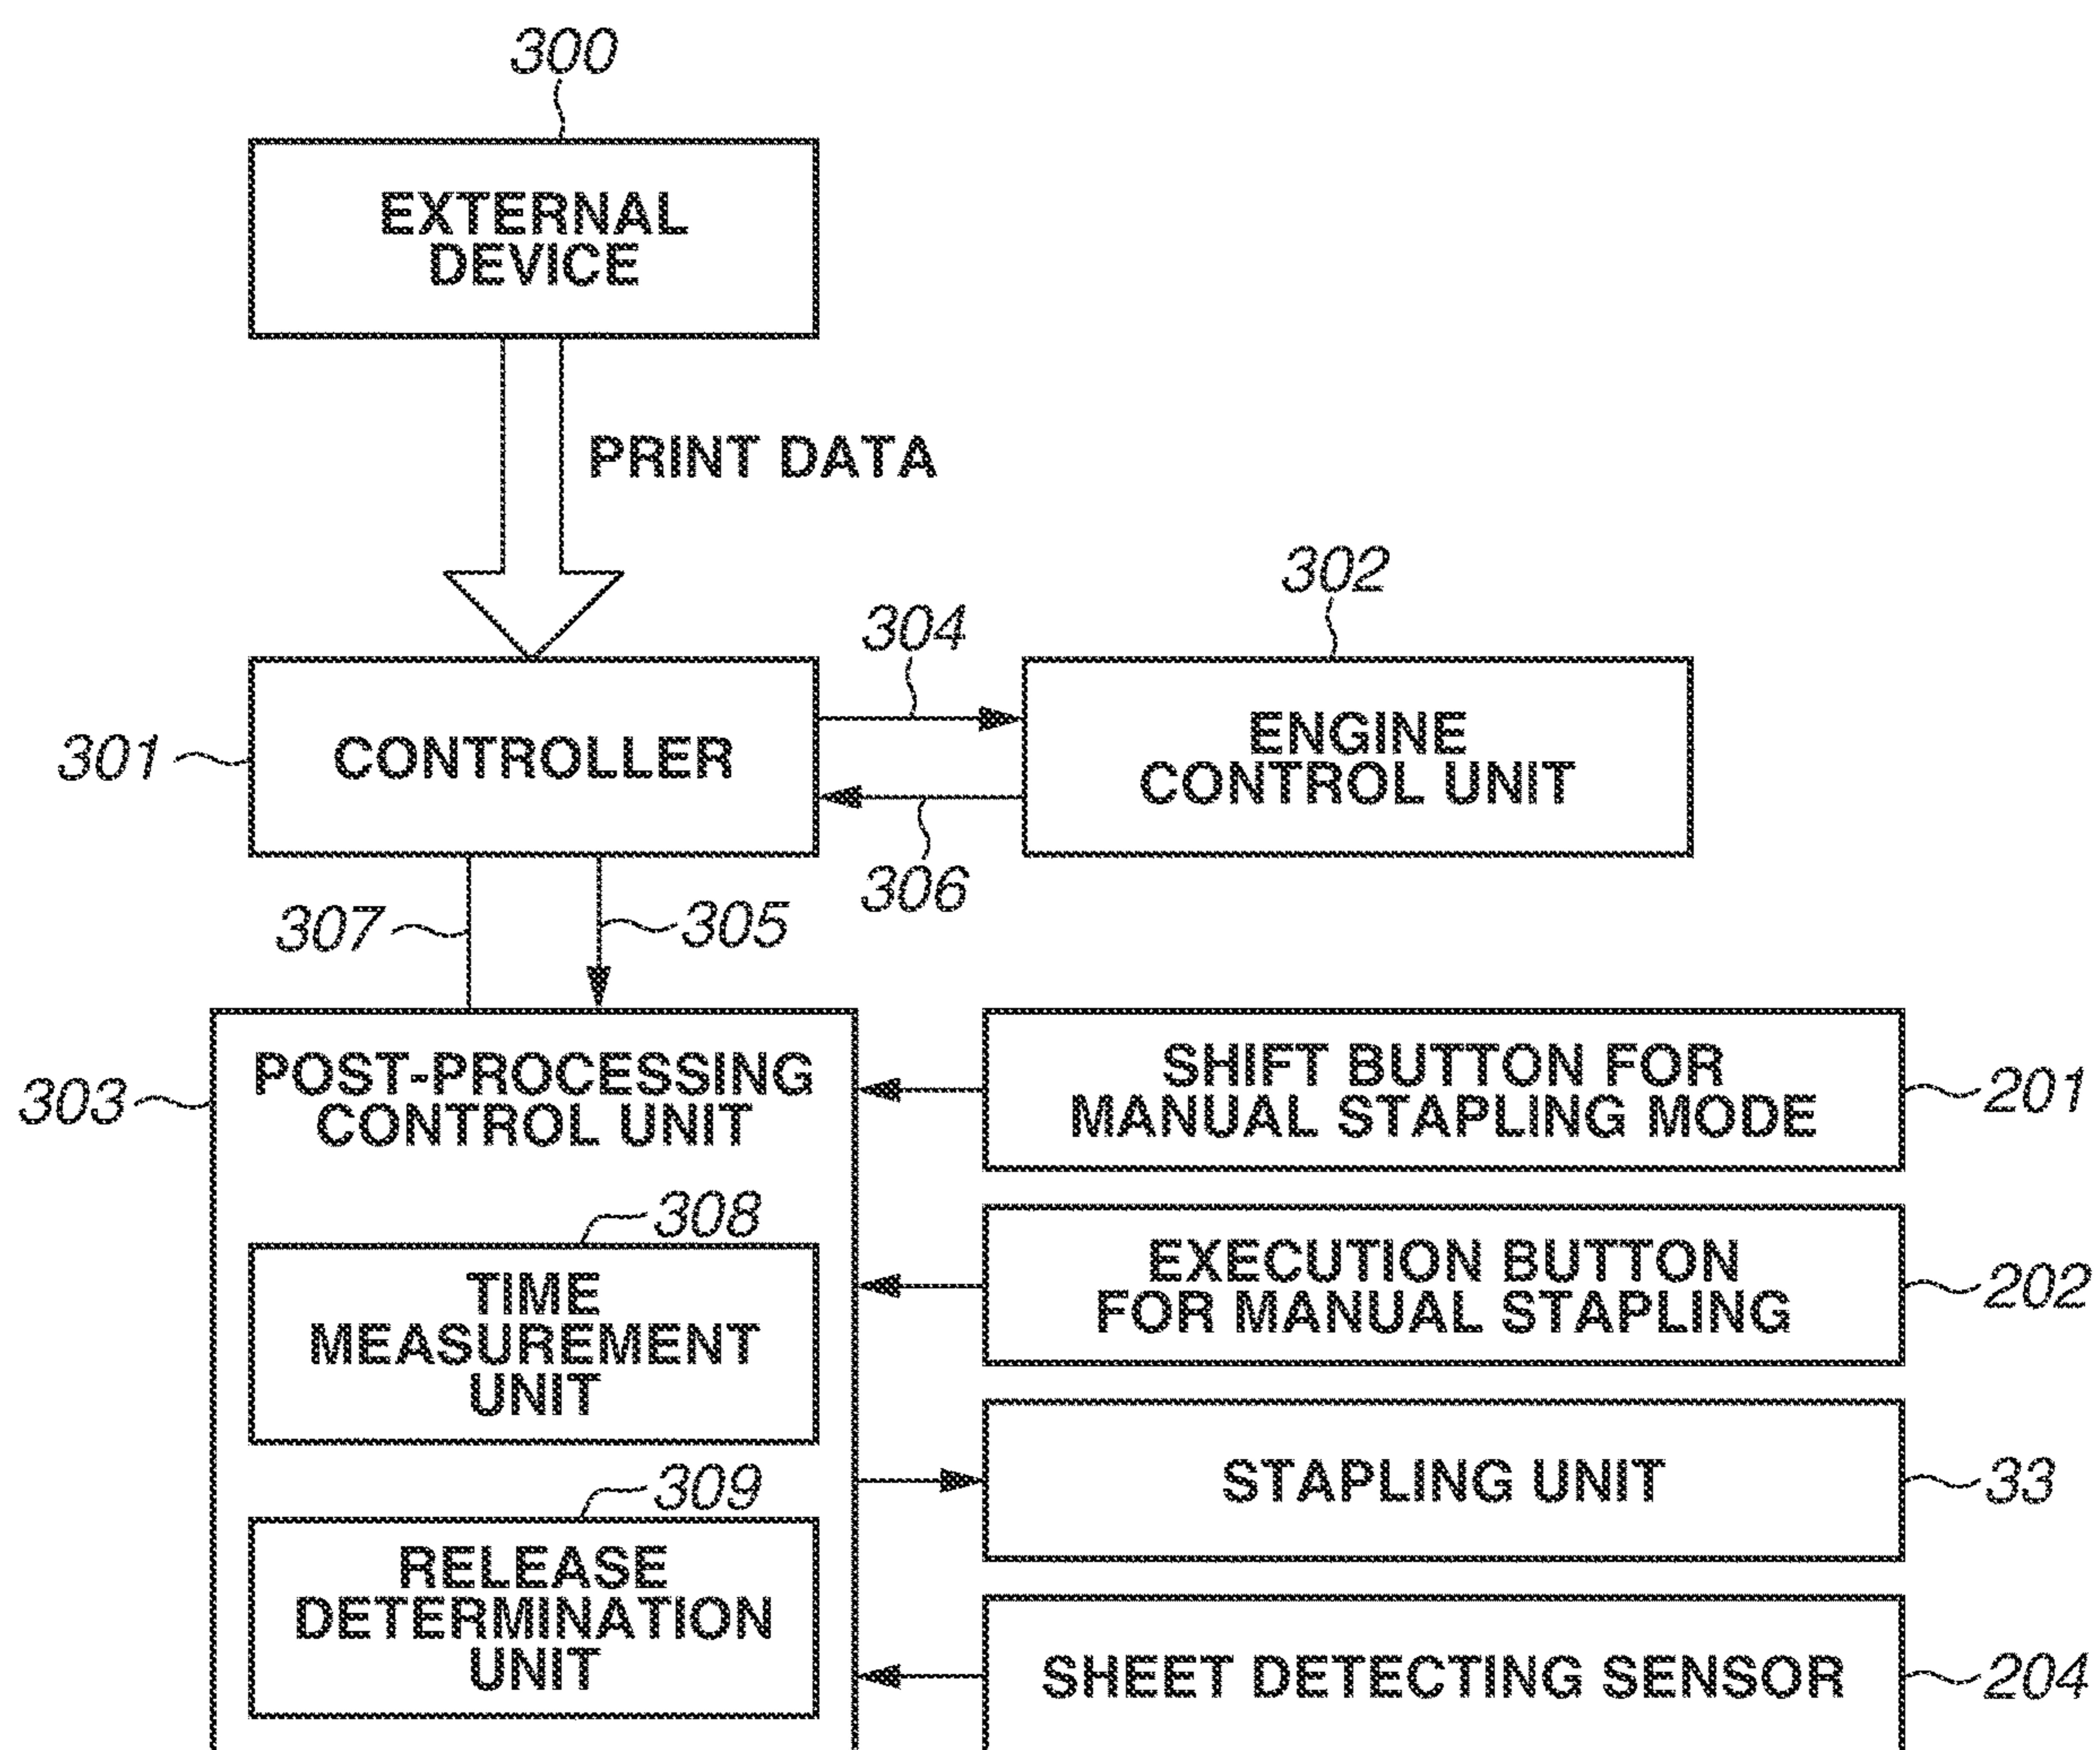 300
EXTERNAL
DEVICE
PRINT DATA
304
302
301
CONTROLLER
ENGINE
CONTROL UNIT
306
307
305
303
POST-PROCESSING
CONTROL UNIT
SHIFT BUTTON FOR
MANUAL STAPLING MODE
201
308
TIME
MEASUREMENT
UNIT
EXECUTION BUTTON
FOR MANUAL STAPLING
202
309
RELEASE
DETERMINATION
UNIT
STAPLING UNIT
33
SHEET DETECTING SENSOR
204